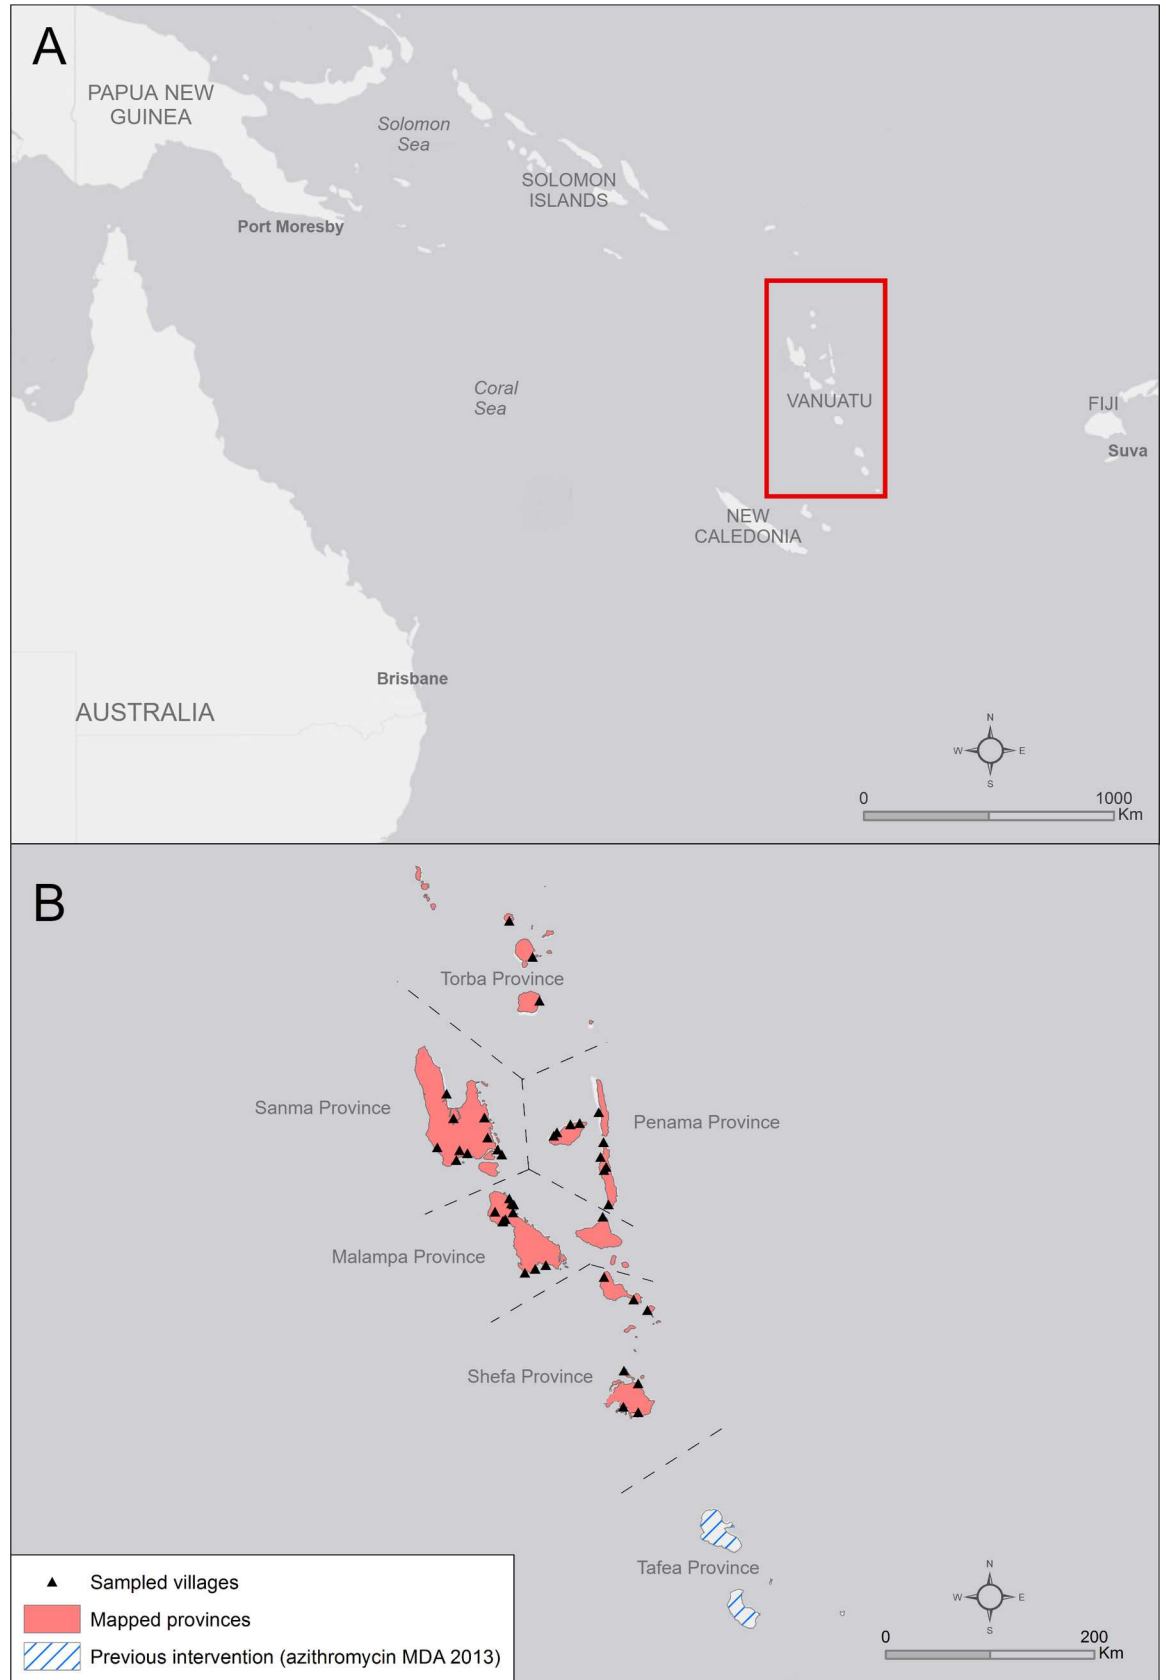 A
PAPUA NEW
GUINEA
Solomon
Sea
SOLOMON
ISLANDS
Port Moresby
Coral
Sea
VANUATU
FIJI
Suva
NEW
CALEDONIA
Brisbane
AUSTRALIA
N
W E
S
0 1000
Km
B
Torba Province
Sanma Province
Penama Province
Malampa Province
Shefa Province
Tafea Province
Sampled villages
Mapped provinces
Previous intervention (azithromycin MDA 2013)
N
W E
S
0 200
Km